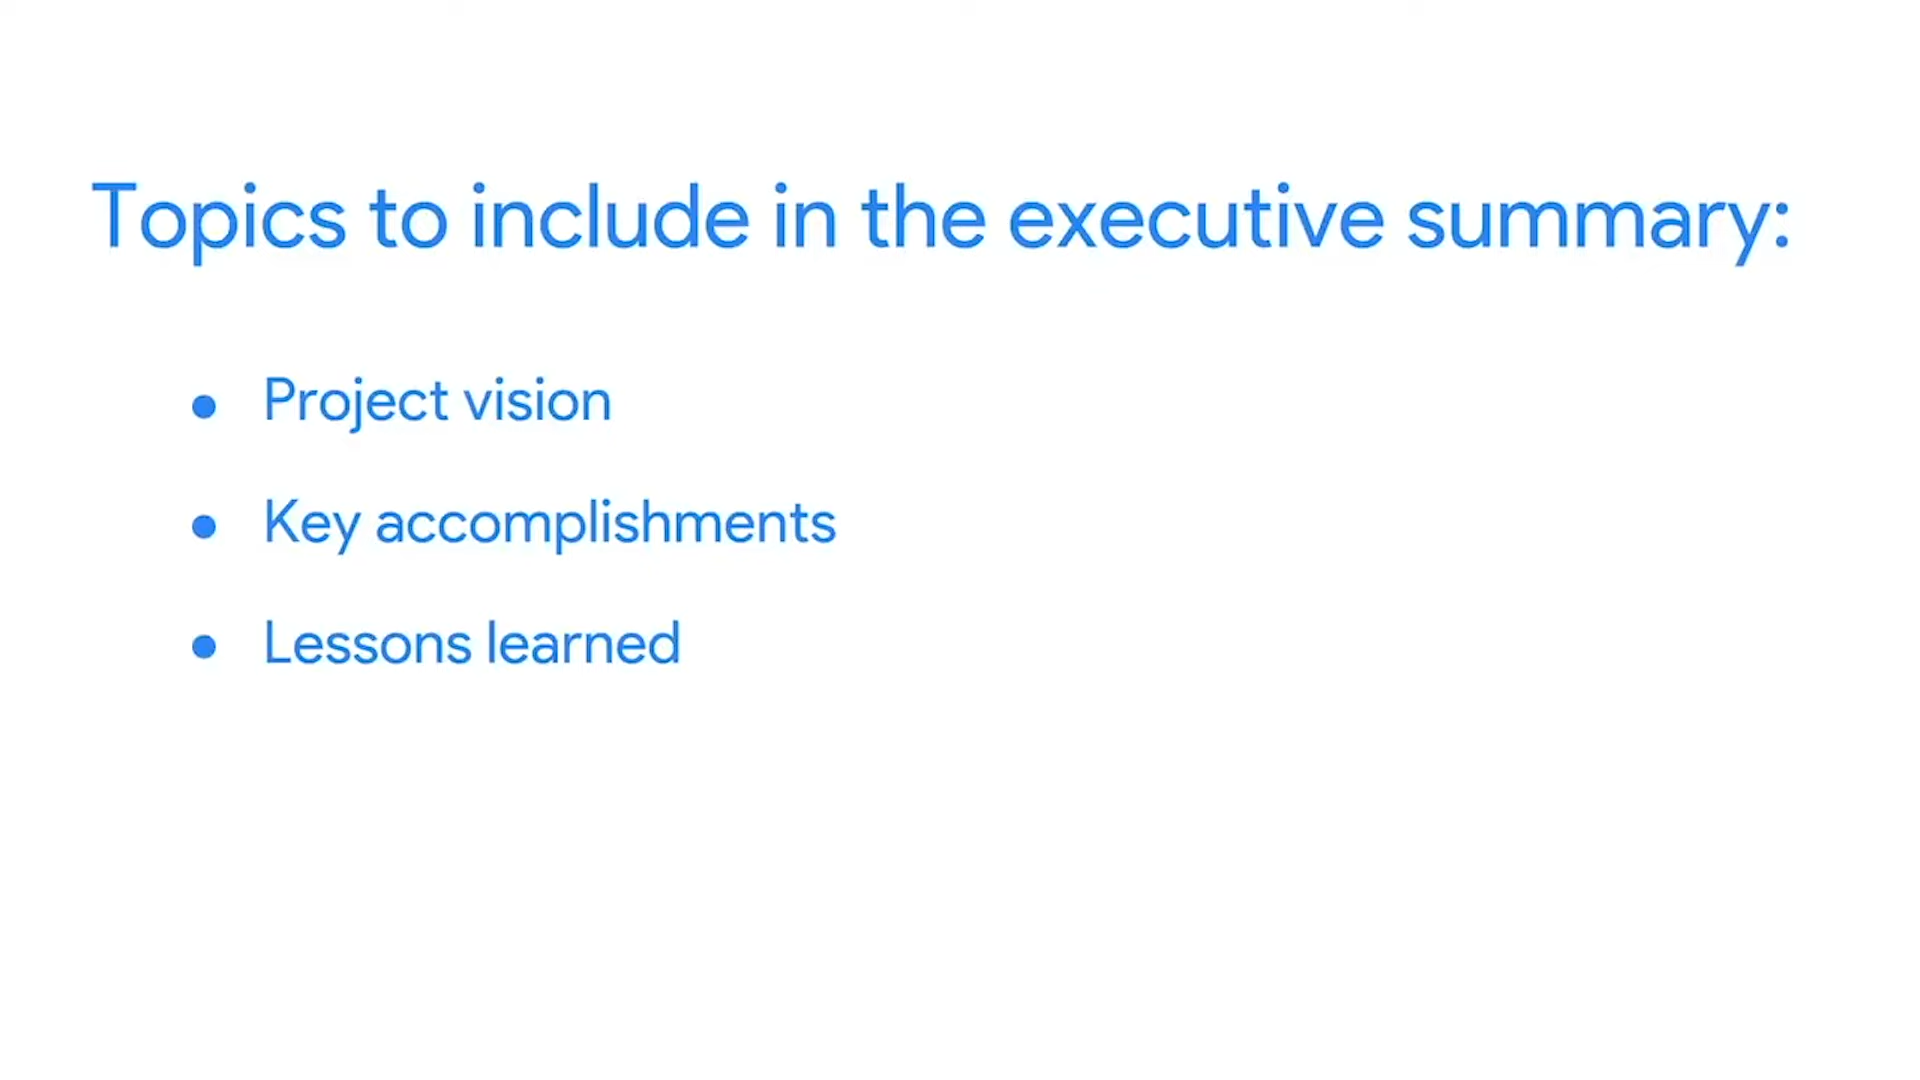 Topics to include in the executive summary:
● Project vision
● Key accomplishments
● Lessons learned